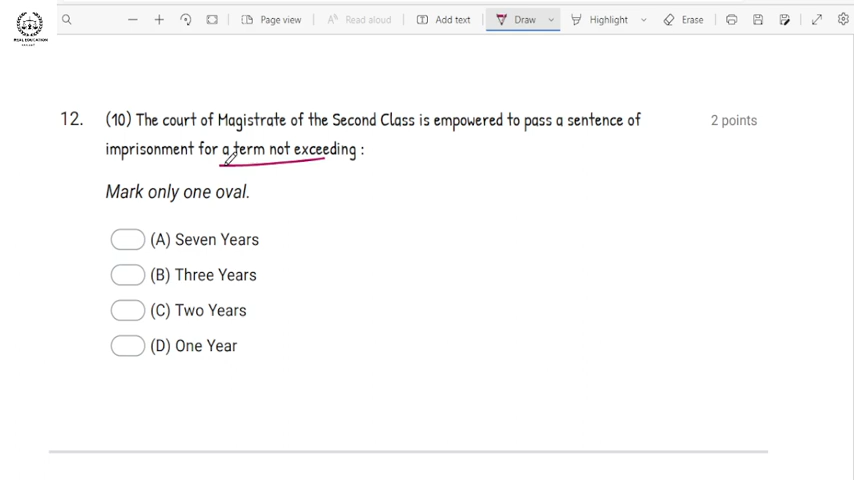 Page view
Read aloud
Add text
Draw
Highlight
Erase
REAL EDUCATION
12. (10) The court of Magistrate of the Second Class is empowered to pass a sentence of 2 points
imprisonment for a term not exceeding :
Mark only one oval.
(A) Seven Years
(B) Three Years
(C) Two Years
(D) One Year